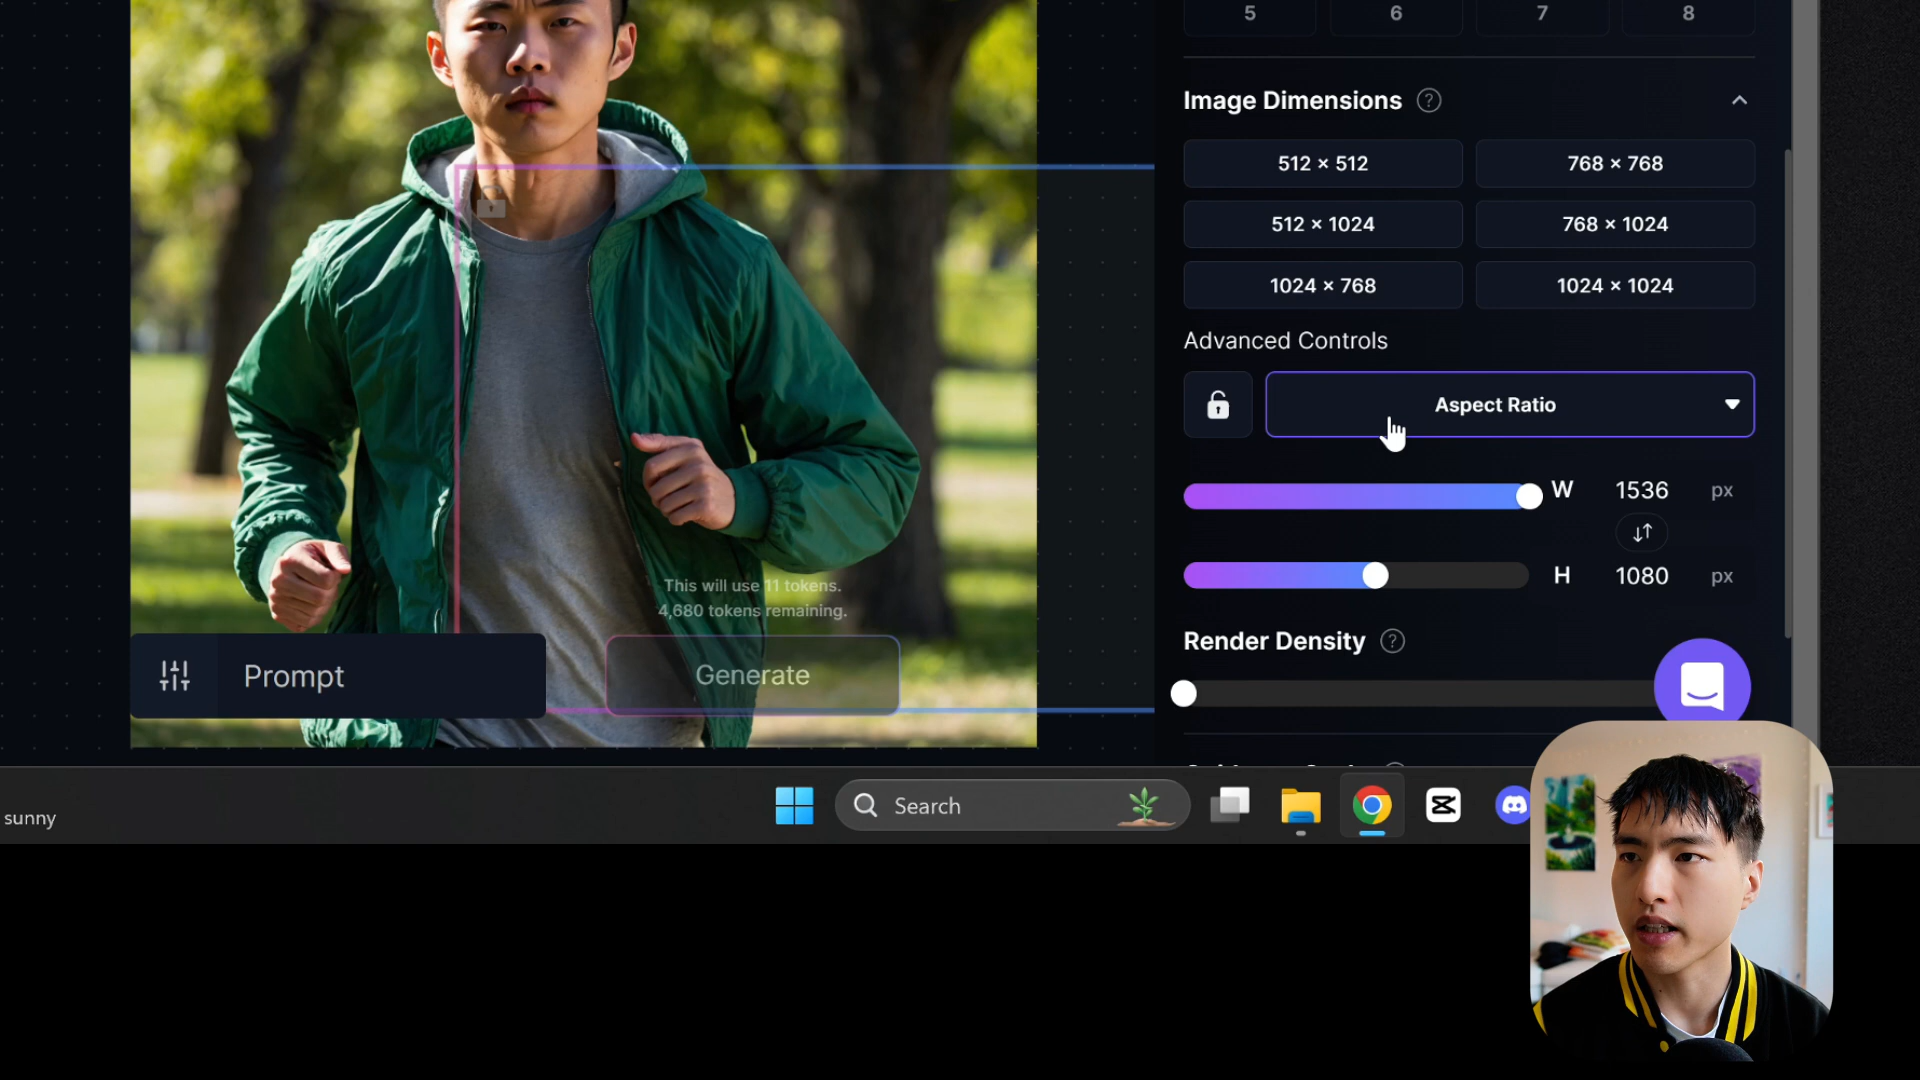 5
6
7
8
Image Dimensions ?
512 × 512
768 × 768
512 × 1024
768 × 1024
1024 × 768
1024 × 1024
Advanced Controls
Aspect Ratio
W 1536 px
H 1080 px
Render Density ?
This will use 11 tokens.
4,680 tokens remaining.
Prompt
Generate
sunny
Search